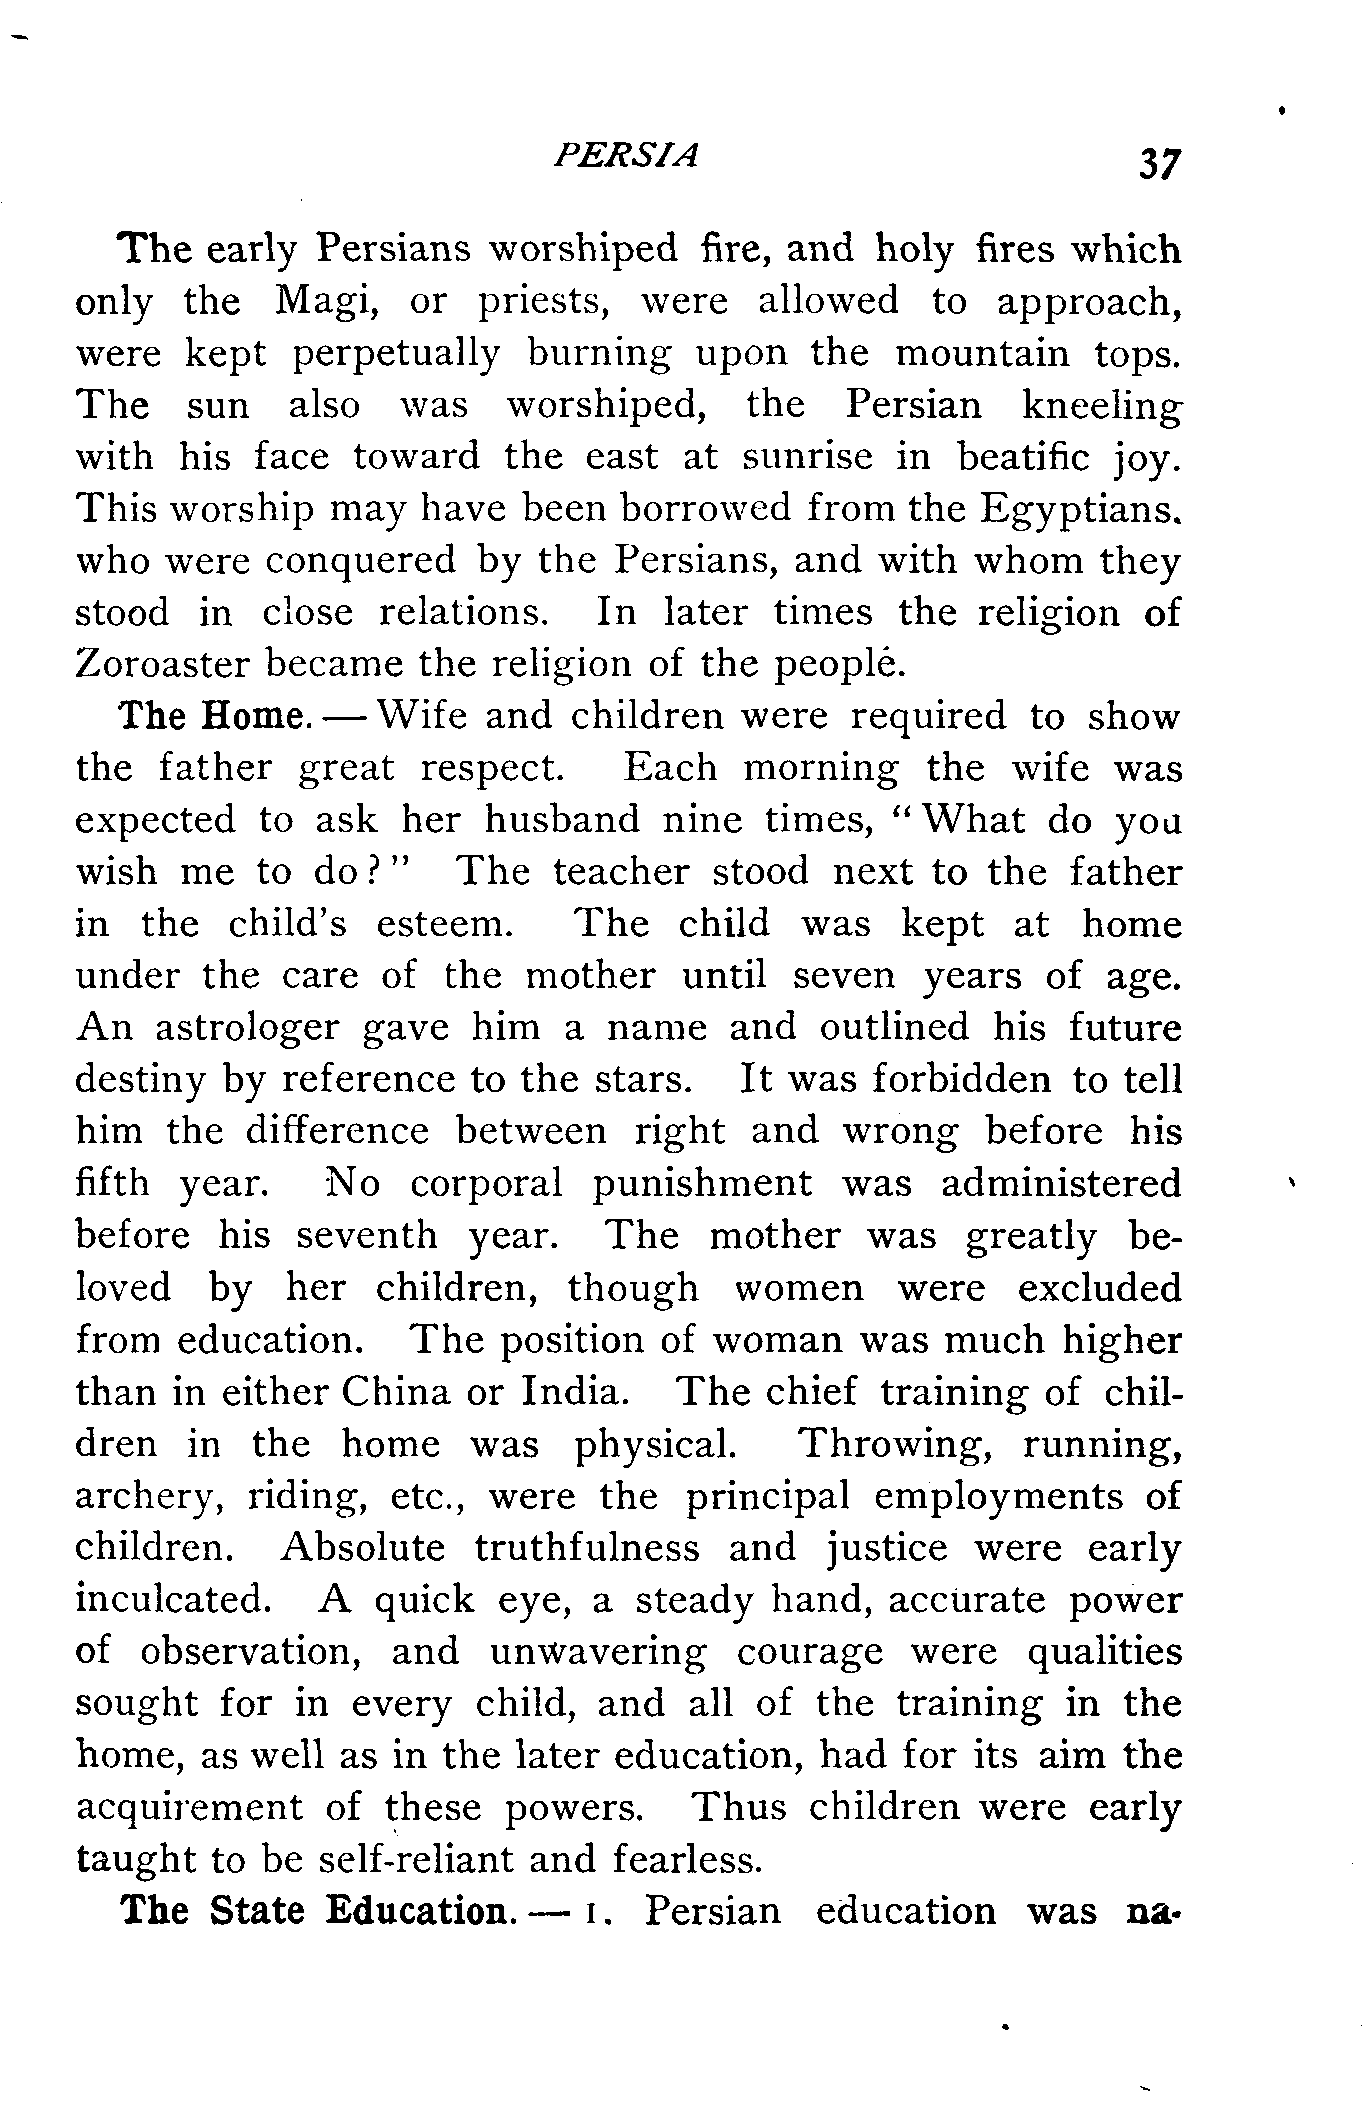 PERSIA 37
The early Persians worshiped fire, and holy fires which
only the Magi, or priests, were allowed to approach,
were kept perpetually burning upon the mountain tops.
The sun also was worshiped, the Persian kneeling
with his face toward the east at sunrise in beatific joy.
This worship may have been borrowed from the Egyptians.
who were conquered by the Persians, and with whom they
stood in close relations. In later times the religion of
Zoroaster became the religion of the people.
The Home. — Wife and children were required to show
the father great respect. Each morning the wife was
expected to ask her husband nine times, “What do you
wish me to do?” The teacher stood next to the father
in the child’s esteem. The child was kept at home
under the care of the mother until seven years of age.
An astrologer gave him a name and outlined his future
destiny by reference to the stars. It was forbidden to tell
him the difference between right and wrong before his
fifth year. No corporal punishment was administered
before his seventh year. The mother was greatly be-
loved by her children, though women were excluded
from education. The position of woman was much higher
than in either China or India. The chief training of chil-
dren in the home was physical. Throwing, running,
archery, riding, etc., were the principal employments of
children. Absolute truthfulness and justice were early
inculcated. A quick eye, a steady hand, accurate power
of observation, and unwavering courage were qualities
sought for in every child, and all of the training in the
home, as well as in the later education, had for its aim the
acquirement of these powers. Thus children were early
taught to be self-reliant and fearless.
The State Education. — 1. Persian education was na-